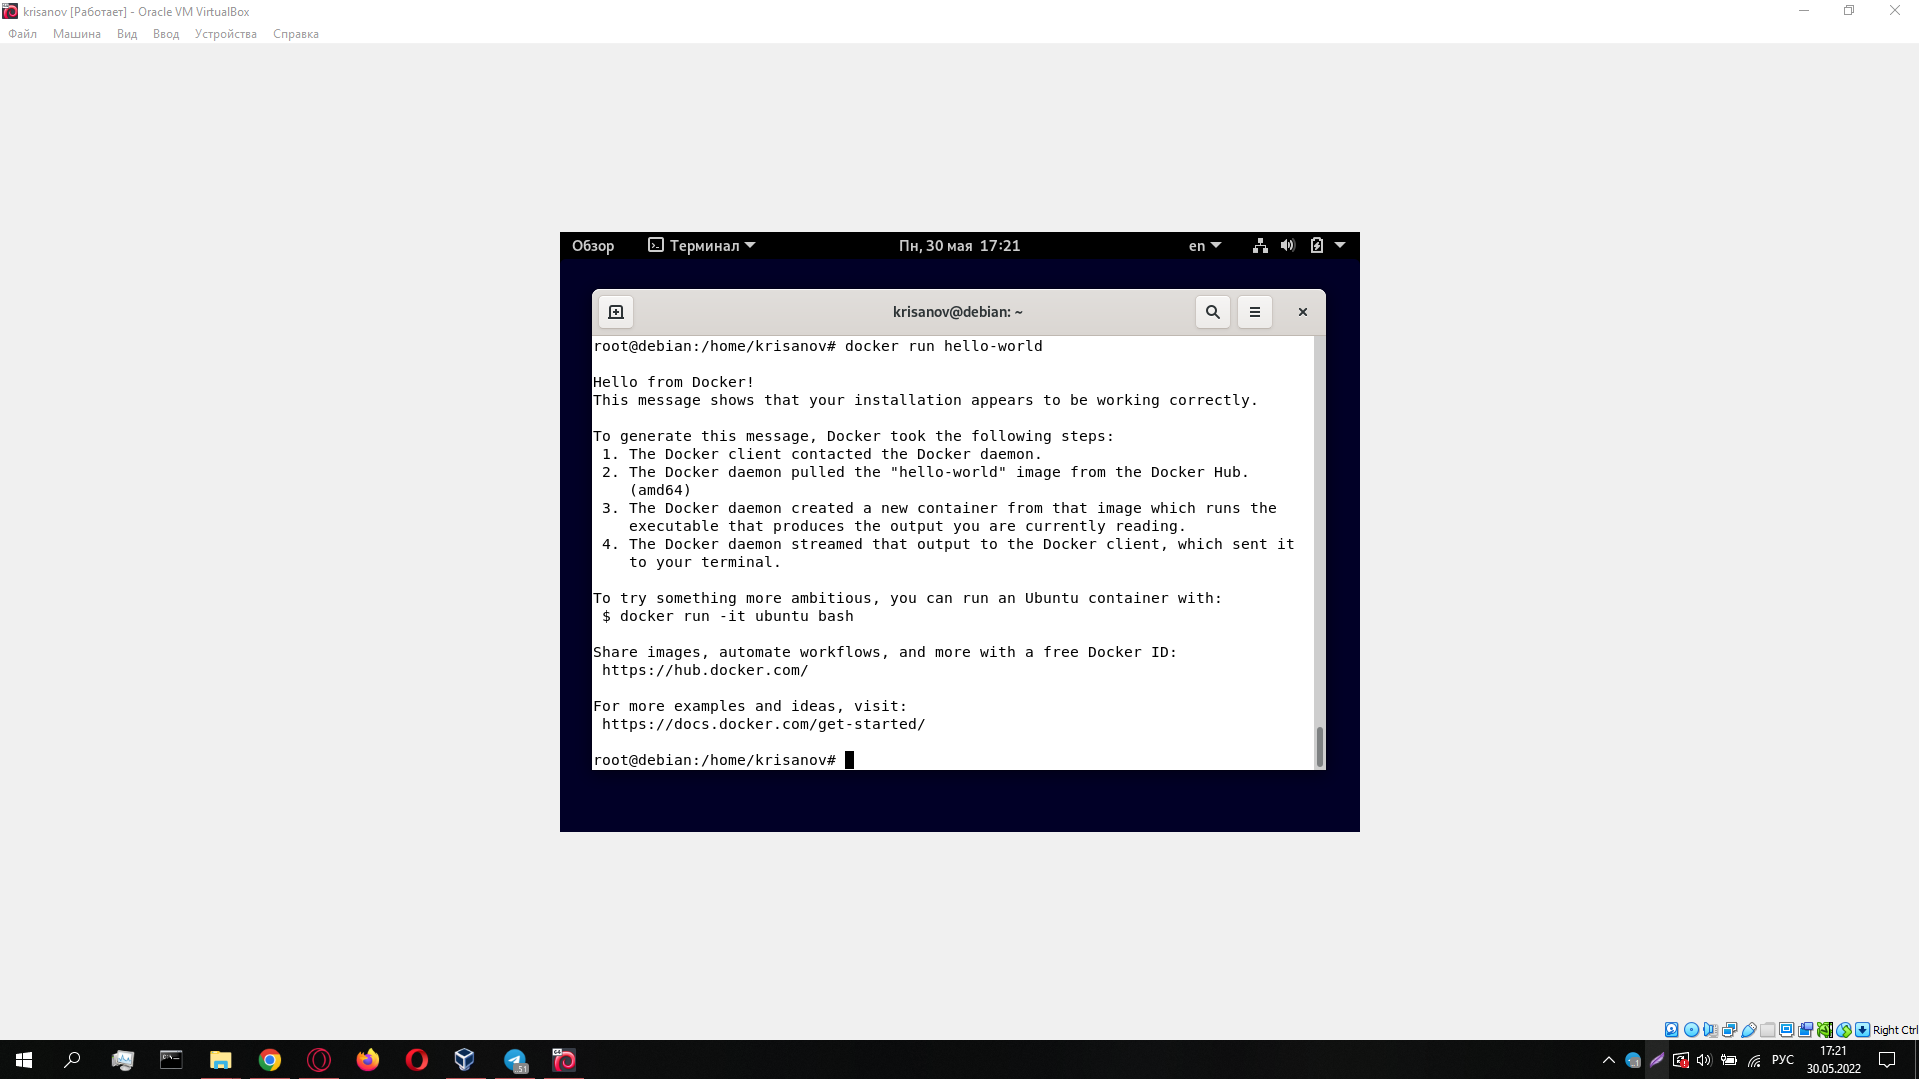 krisanov [Работает] - Oracle VM VirtualBox
Файл Машина Вид Ввод Устройства Справка
Обзор Терминал Пн, 30 мая 17:21 en
krisanov@debian: ~
root@debian:/home/krisanov# docker run hello-world
Hello from Docker!
This message shows that your installation appears to be working correctly.
To generate this message, Docker took the following steps:
1. The Docker client contacted the Docker daemon.
2. The Docker daemon pulled the "hello-world" image from the Docker Hub.
(amd64)
3. The Docker daemon created a new container from that image which runs the
executable that produces the output you are currently reading.
4. The Docker daemon streamed that output to the Docker client, which sent it
to your terminal.
To try something more ambitious, you can run an Ubuntu container with:
$ docker run -it ubuntu bash
Share images, automate workflows, and more with a free Docker ID:
https://hub.docker.com/
For more examples and ideas, visit:
https://docs.docker.com/get-started/
root@debian:/home/krisanov#
Right Ctrl
РУС 17:21
30.05.2022